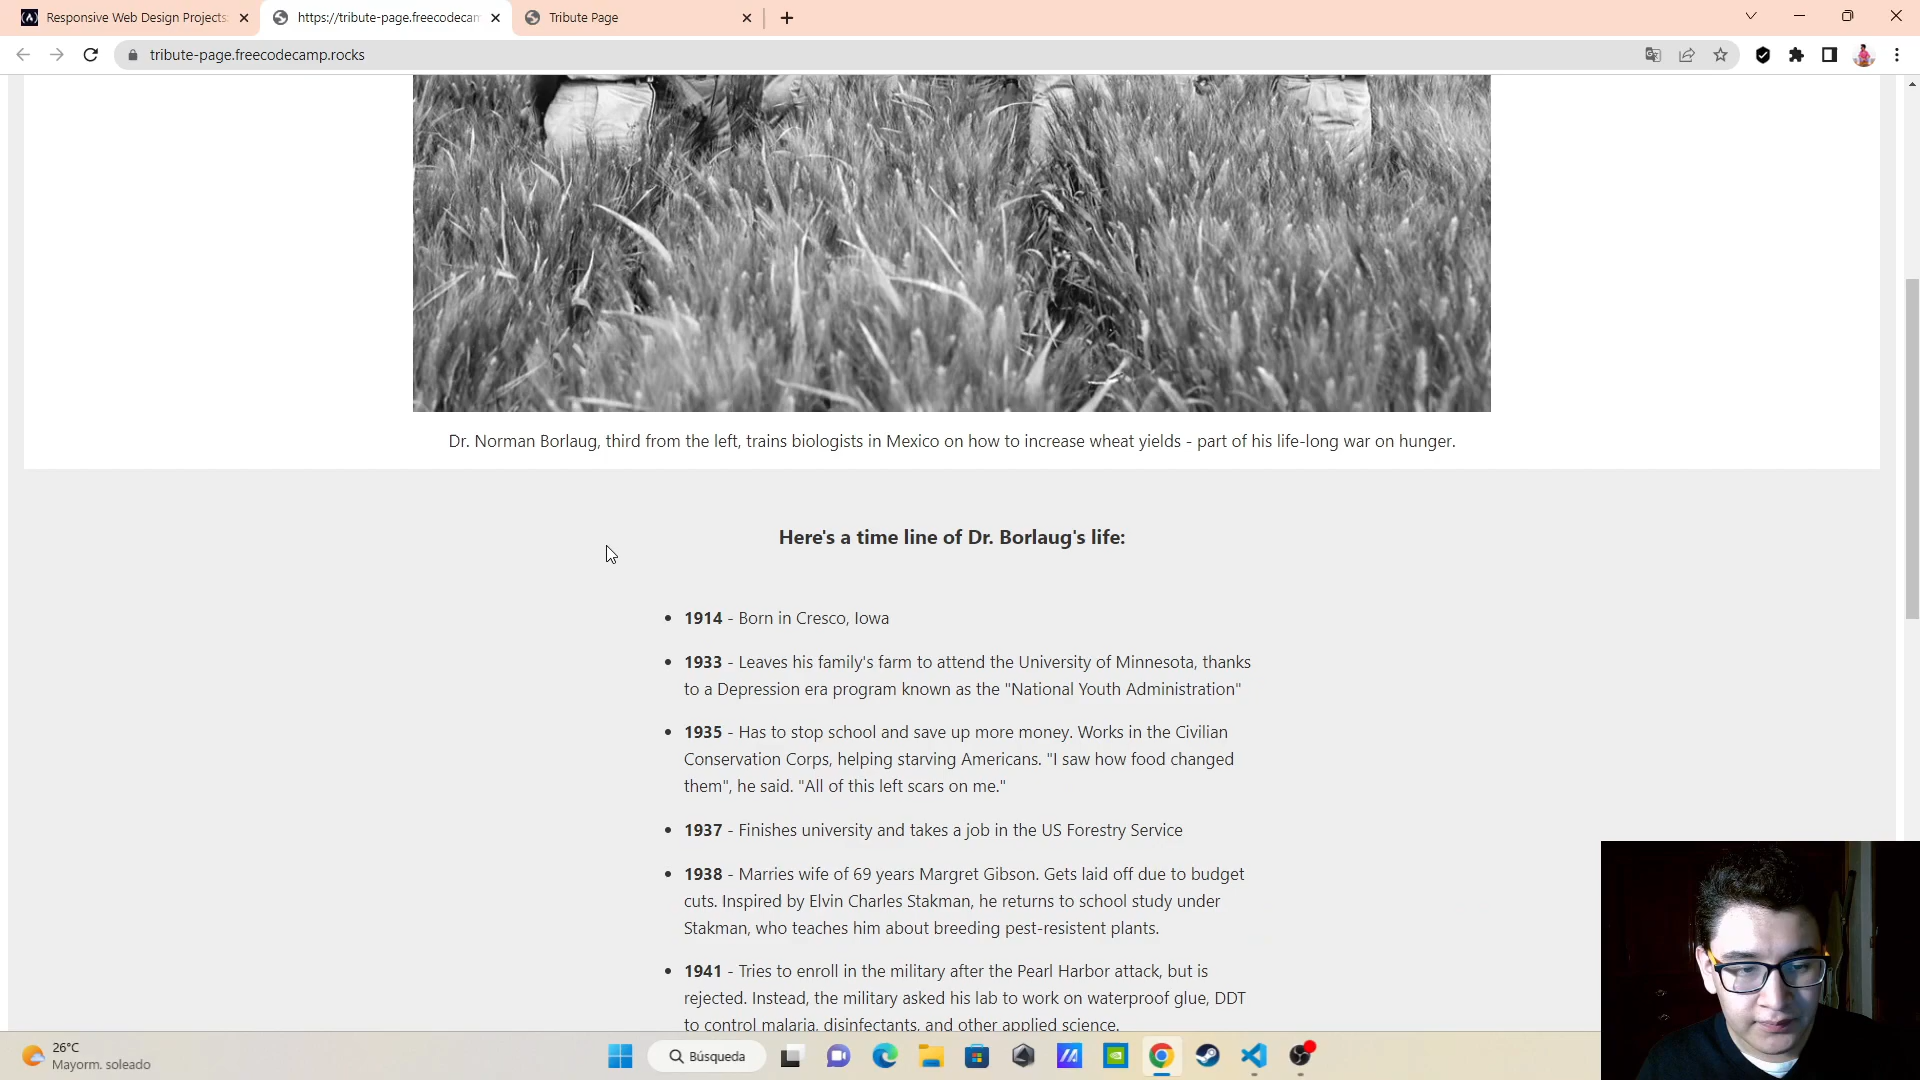 Responsive Web Design Projects:
https://tribute-page.freecodecam
Tribute Page
tribute-page.freecodecamp.rocks
Dr. Norman Borlaug, third from the left, trains biologists in Mexico on how to increase wheat yields - part of his life-long war on hunger.
Here's a time line of Dr. Borlaug's life:
1914 - Born in Cresco, Iowa
1933 - Leaves his family's farm to attend the University of Minnesota, thanks
to a Depression era program known as the "National Youth Administration"
1935 - Has to stop school and save up more money. Works in the Civilian
Conservation Corps, helping starving Americans. "I saw how food changed
them", he said. "All of this left scars on me."
1937 - Finishes university and takes a job in the US Forestry Service
1938 - Marries wife of 69 years Margret Gibson. Gets laid off due to budget
cuts. Inspired by Elvin Charles Stakman, he returns to school study under
Stakman, who teaches him about breeding pest-resistent plants.
1941 - Tries to enroll in the military after the Pearl Harbor attack, but is
rejected. Instead, the military asked his lab to work on waterproof glue, DDT
to control malaria, disinfectants, and other applied science.
26°C
Mayorm. soleado
Búsqueda